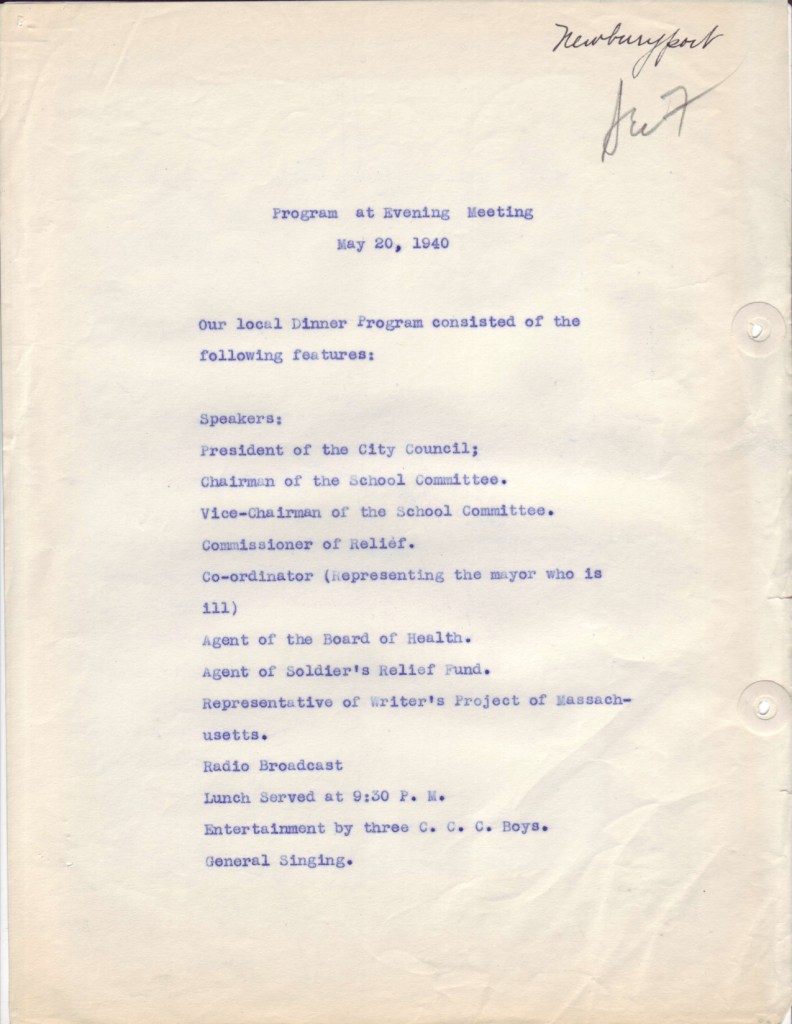 Newburyport
Program at Evening Meeting
May 20, 1940
Our local Dinner Program consisted of the
following features:
Speakers:
President of the City Council;
Chairman of the School Committee.
Vice-Chairman of the School Committee.
Commissioner of Relief.
Co-ordinator (Representing the mayor who is
ill)
Agent of the Board of Health.
Agent of Soldier's Relief Fund.
Representative of Writer's Project of Massach-
usetts.
Radio Broadcast
Lunch Served at 9:30 P. M.
Entertainment by three C. C. C. Boys.
General Singing.